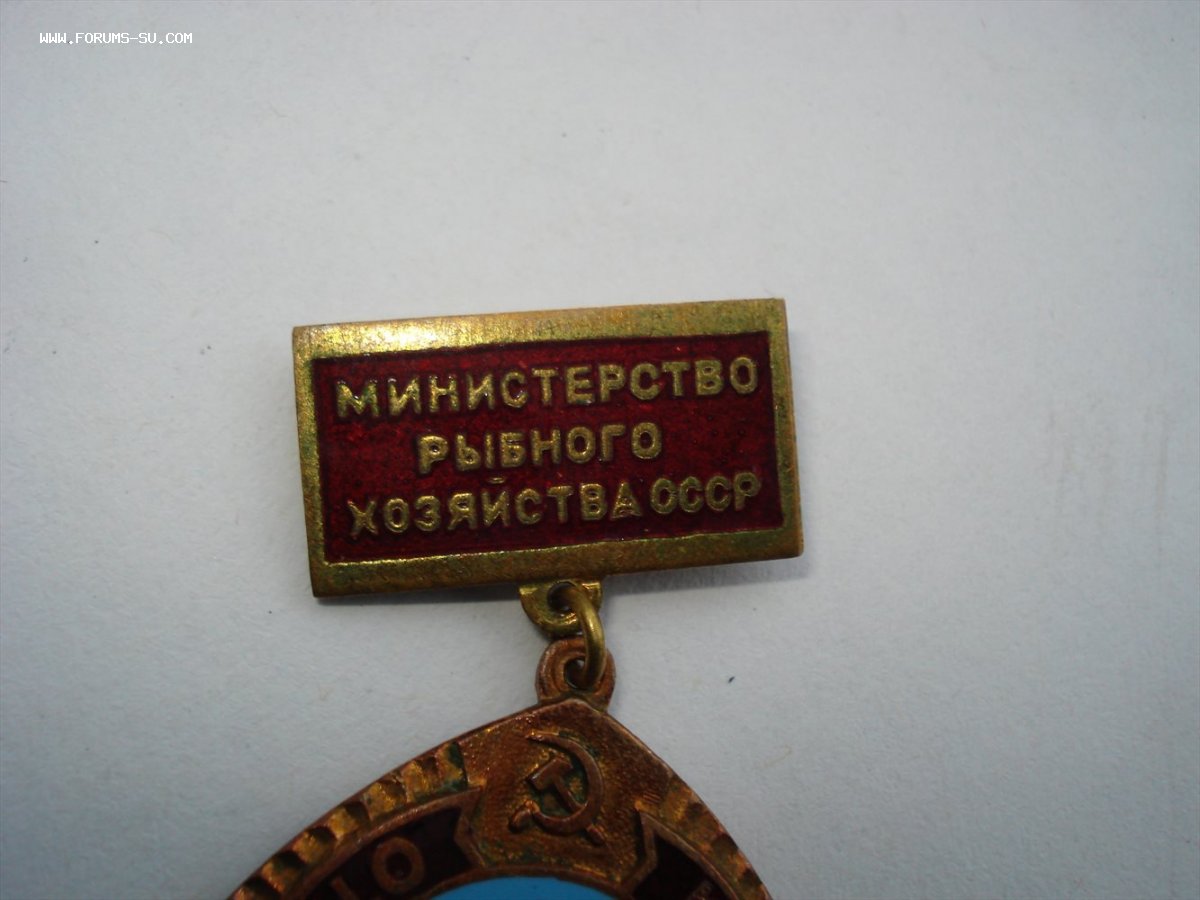 WWW.FORUMS-SU.COM
МИНИСТЕРСТВО
РЫБНОГО
ХОЗЯЙСТВА СССР